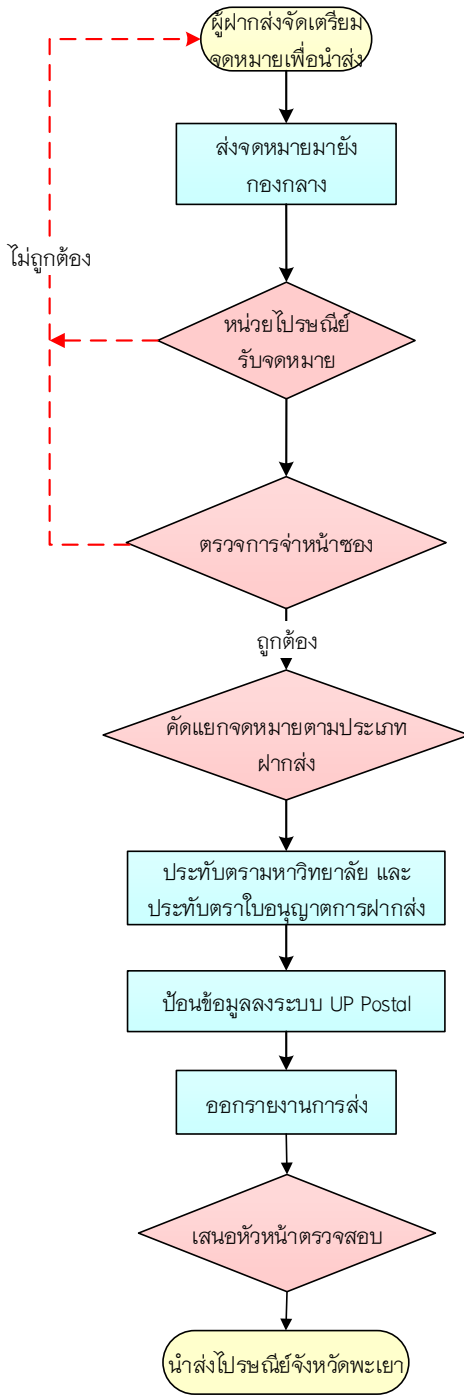 ผู้ฝากส่งจัดเตรียม
จดหมายเพื่อนำส่ง
ส่งจดหมายมายัง
กองกลาง
ไม่ถูกต้อง
หน่วยไปรษณีย์
รับจดหมาย
ตรวจการจ่าหน้าซอง
ถูกต้อง
คัดแยกจดหมายตามประเภท
ฝากส่ง
ประทับตรามหาวิทยาลัย และ
ประทับตราใบอนุญาตการฝากส่ง
ป้อนข้อมูลลงระบบ UP Postal
ออกรายงานการส่ง
เสนอหัวหน้าตรวจสอบ
นำส่งไปรษณีย์จังหวัดพะเยา